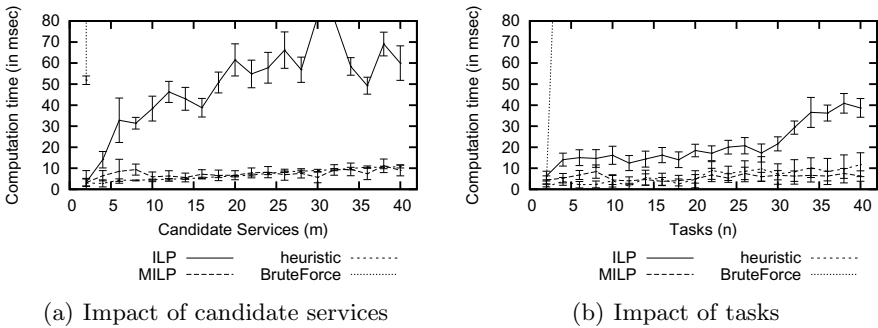 Computation time (in msec)
80
70
60
50
40
30
20
10
0
0 5 10 15 20 25 30 35 40
Candidate Services (m)
ILP
MILP
heuristic
BruteForce
(a) Impact of candidate services
Computation time (in msec)
80
70
60
50
40
30
20
10
0
0 5 10 15 20 25 30 35 40
Tasks (n)
ILP
MILP
heuristic
BruteForce
(b) Impact of tasks